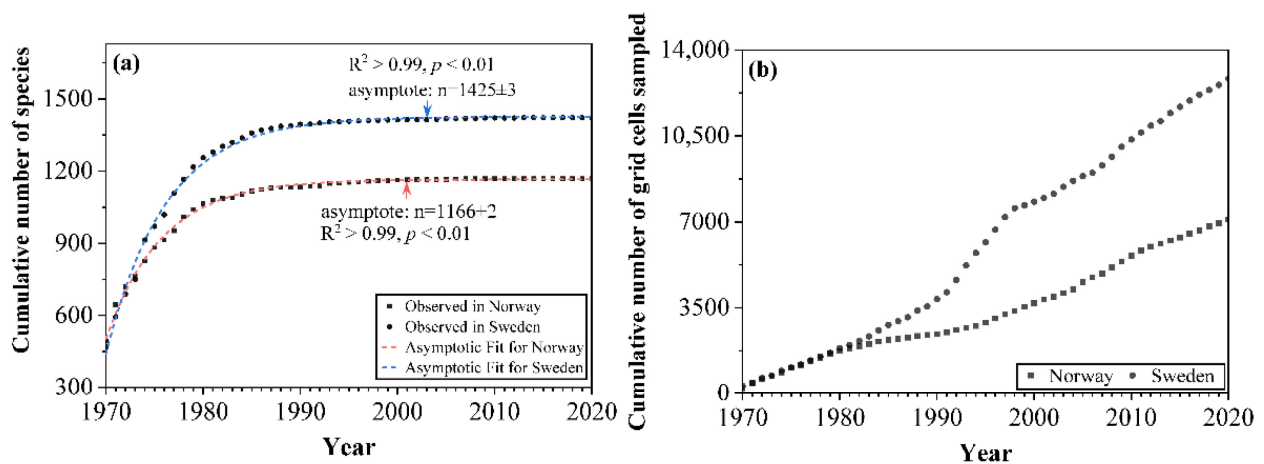 (a)
R² > 0.99, p < 0.01
asymptote: n=1425±3
asymptote: n=1166±2
R² > 0.99, p < 0.01
Observed in Norway
Observed in Sweden
Asymptotic Fit for Norway
Asymptotic Fit for Sweden
1500
1200
900
600
300
1970 1980 1990 2000 2010 2020
Year
Cumulative number of species
(b)
14,000
10,500
7000
3500
0
Norway Sweden
1970 1980 1990 2000 2010 2020
Year
Cumulative number of grid cells sampled